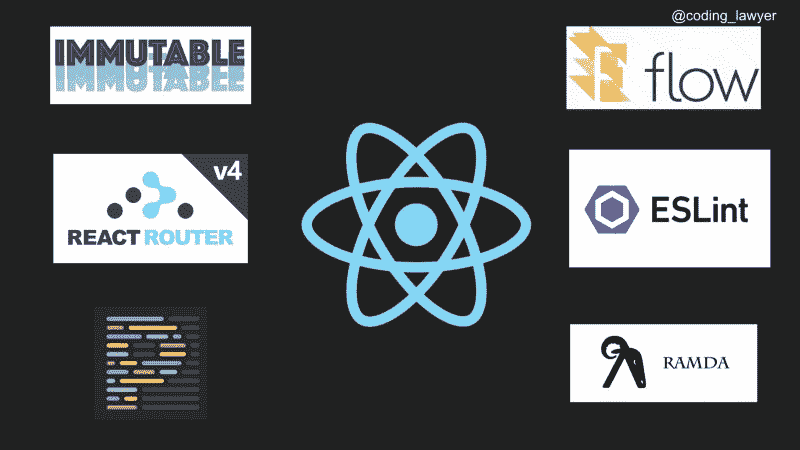 @coding_lawyer
IMMUTABLE
flow
v4
REACT ROUTER
ESLint
RAMDA